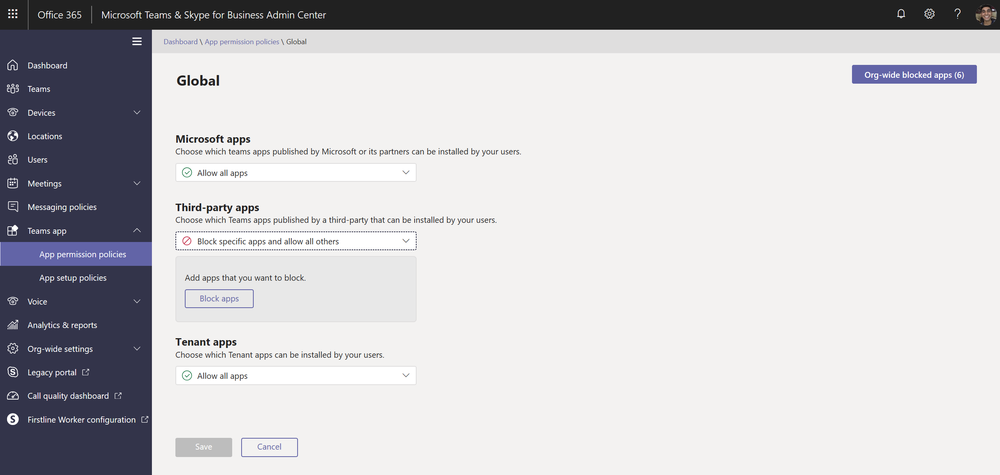 Office 365
Microsoft Teams & Skype for Business Admin Center
Dashboard \ App permission policies \ Global
Dashboard
Teams
Devices
Locations
Users
Meetings
Messaging policies
Teams app
App permission policies
App setup policies
Voice
Analytics & reports
Org-wide settings
Legacy portal
Call quality dashboard
Firstline Worker configuration
Global
Org-wide blocked apps (6)
Microsoft apps
Choose which teams apps published by Microsoft or its partners can be installed by your users.
Allow all apps
Third-party apps
Choose which Teams apps published by a third-party that can be installed by your users.
Block specific apps and allow all others
Add apps that you want to block.
Block apps
Tenant apps
Choose which Tenant apps can be installed by your users.
Allow all apps
Save
Cancel